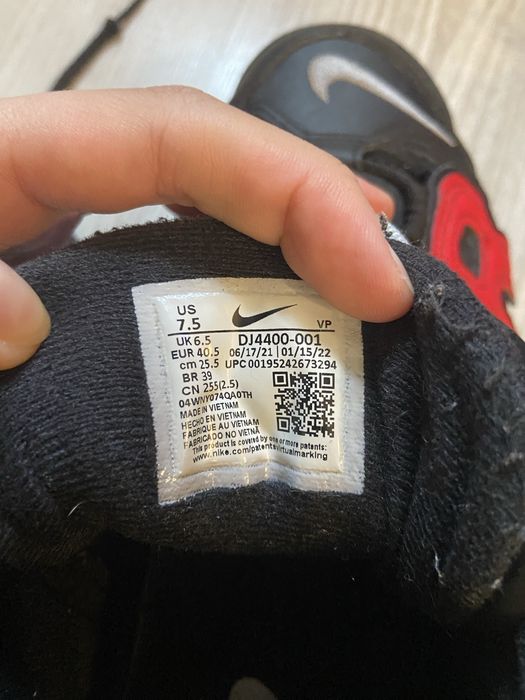 US
7.5 VP
UK 6.5 DJ4400-001
EUR 40.5 06/17/21 | 01/15/22
cm 25.5 UPC 00195242673294
BR 39
CN 255(2.5)
04WNY074QA0TH
MADE IN VIETNAM
HECHO EN VIETNAM
FABRIQUE AU VIETNAM
FABRICADO NO VIETNÃ
This product is covered by one or more patents:
www.nike.com/patentsvirtualmarking